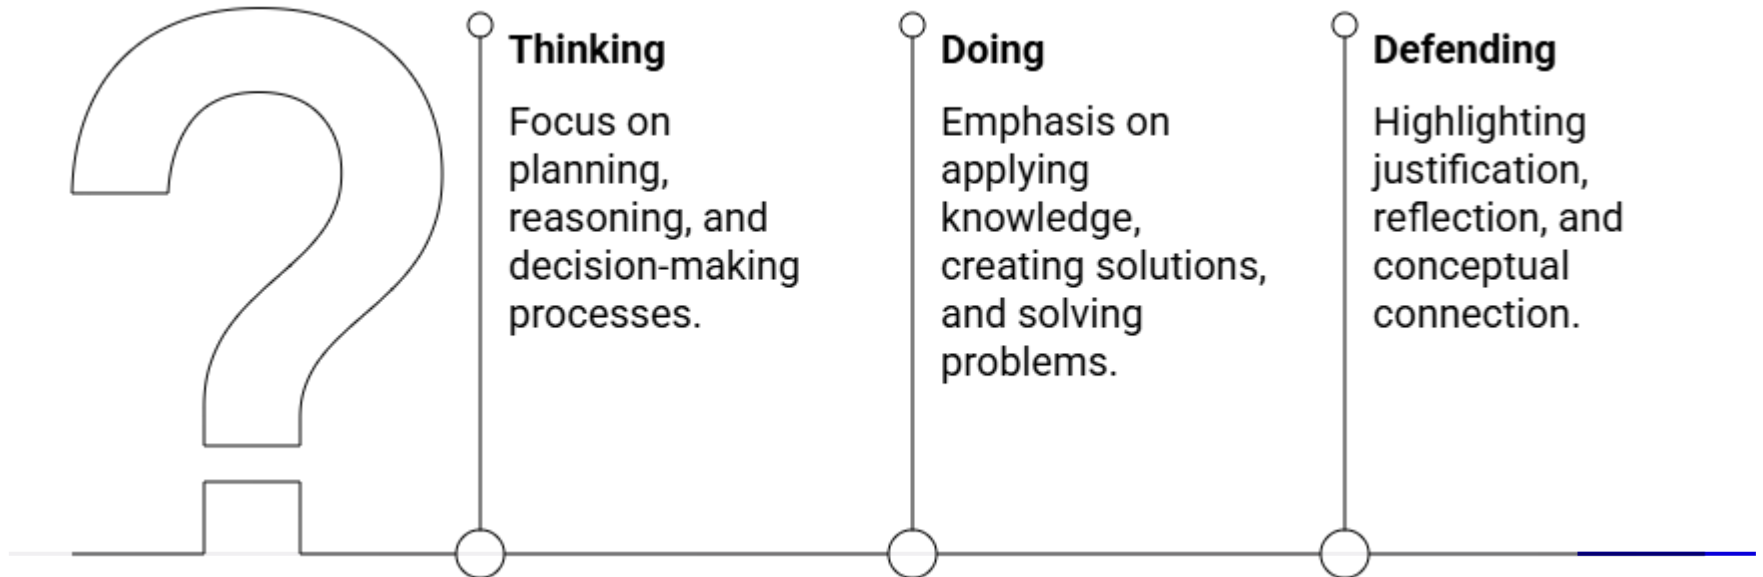 Thinking
Focus on
planning,
reasoning, and
decision-making
processes.
Doing
Emphasis on
applying
knowledge,
creating solutions,
and solving
problems.
Defending
Highlighting
justification,
reflection, and
conceptual
connection.